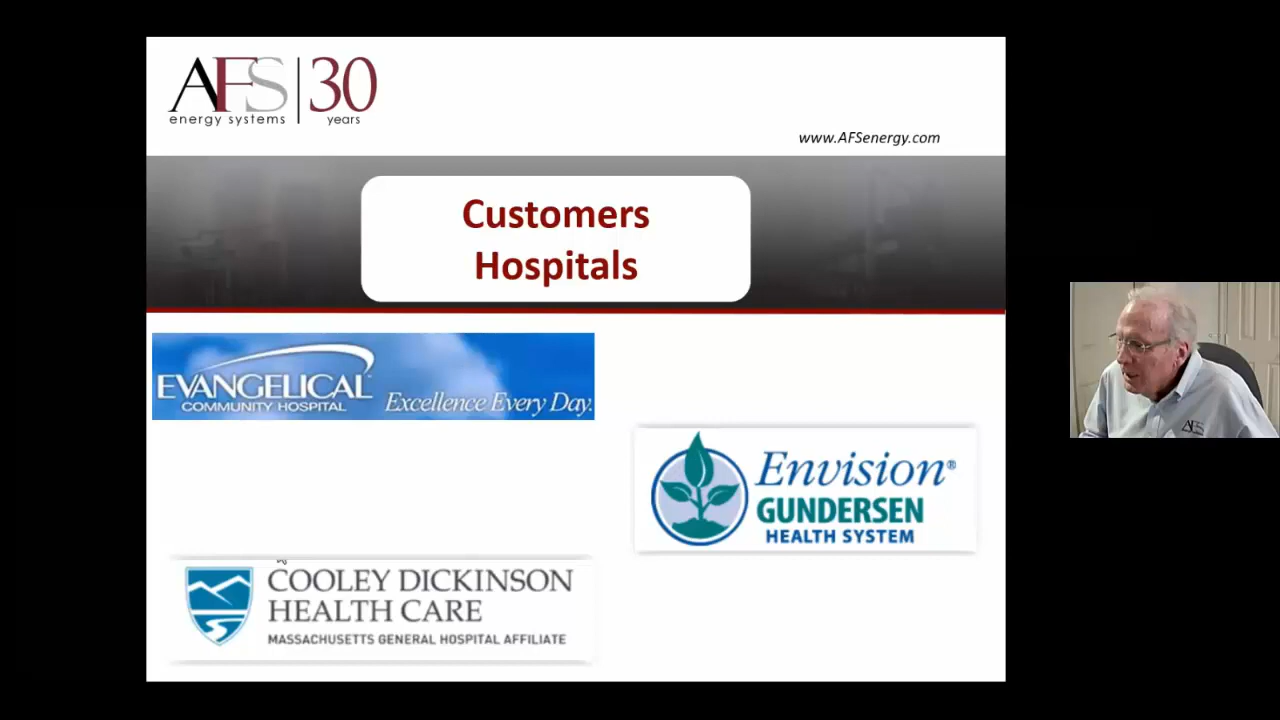 AFS 30
energy systems years
www.AFSenergy.com
Customers
Hospitals
EVANGELICAL
COMMUNITY HOSPITAL Excellence Every Day.
Envision®
GUNDERSEN
HEALTH SYSTEM
COOLEY DICKINSON
HEALTH CARE
MASSACHUSETTS GENERAL HOSPITAL AFFILIATE
AFS